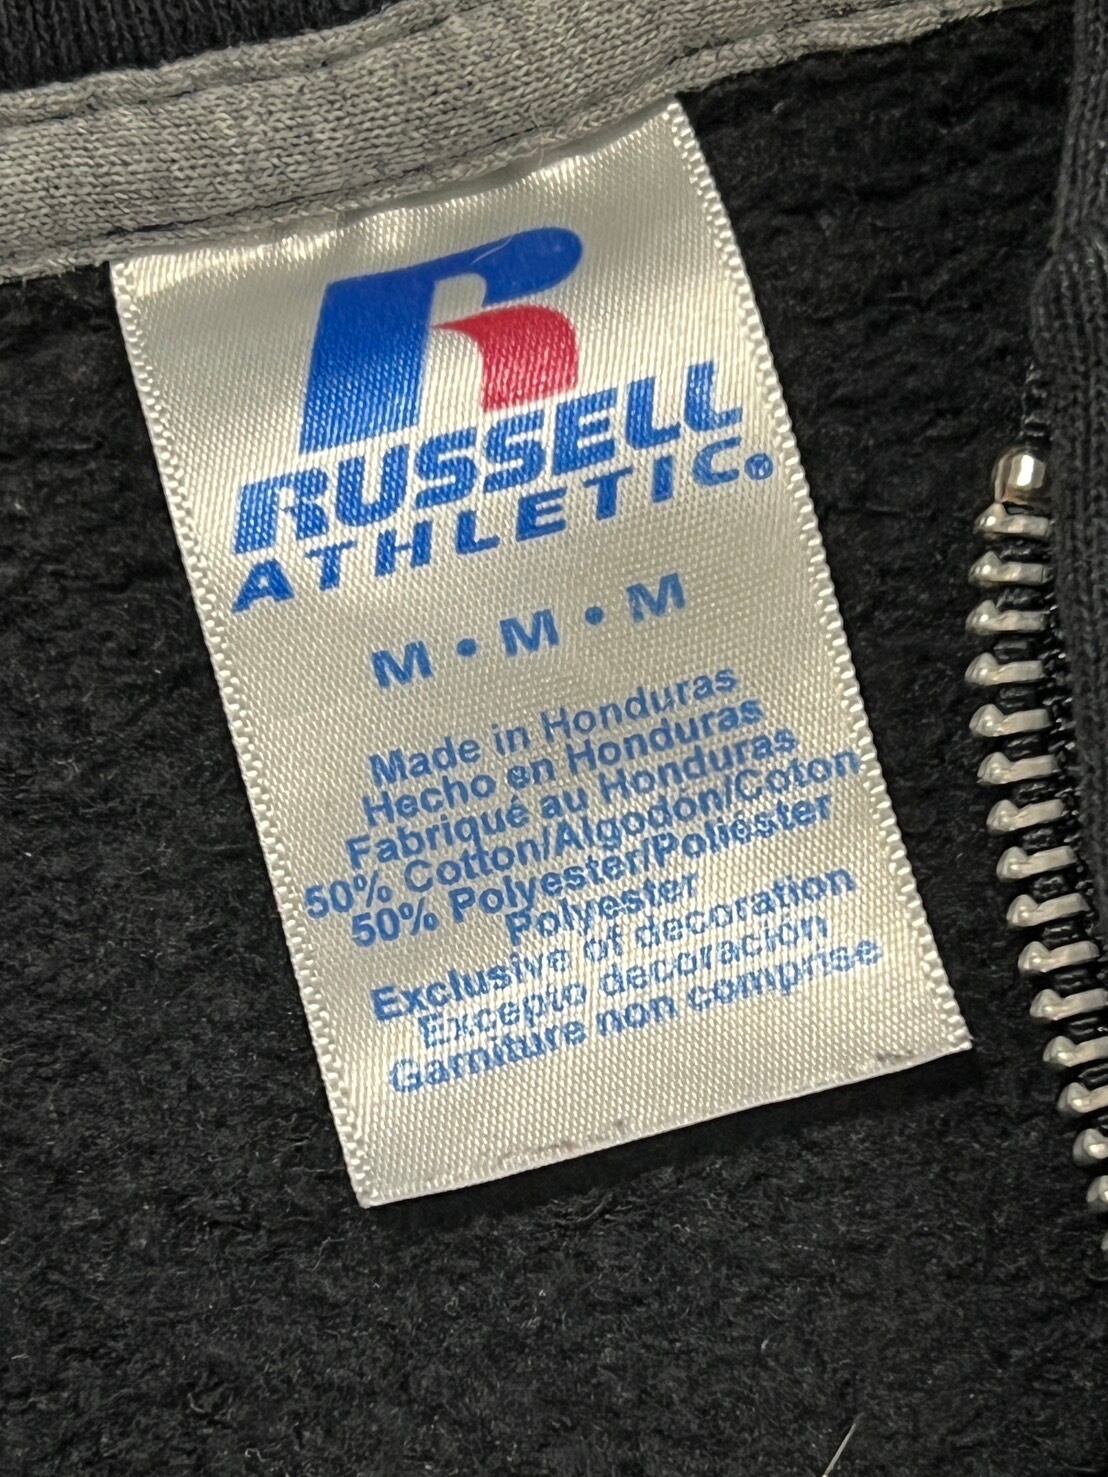 R
RUSSELL
ATHLETIC®
M • M • M
Made in Honduras
Hecho en Honduras
Fabriqué au Honduras
50% Cotton/Algodon/Coton
50% Polyester/Poliéster
Polyester
Exclusive of decoration
Excepto decoración
Garniture non comprise